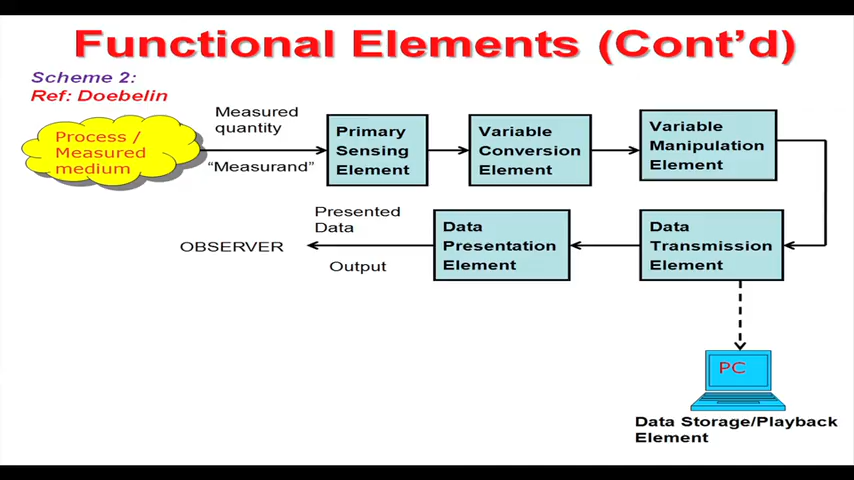 Functional Elements (Cont'd)
Scheme 2:
Ref: Doebelin
Process /
Measured
medium
Measured
quantity
"Measurand"
Primary
Sensing
Element
Variable
Conversion
Element
Variable
Manipulation
Element
OBSERVER
Presented
Data
Output
Data
Presentation
Element
Data
Transmission
Element
PC
Data Storage/Playback
Element